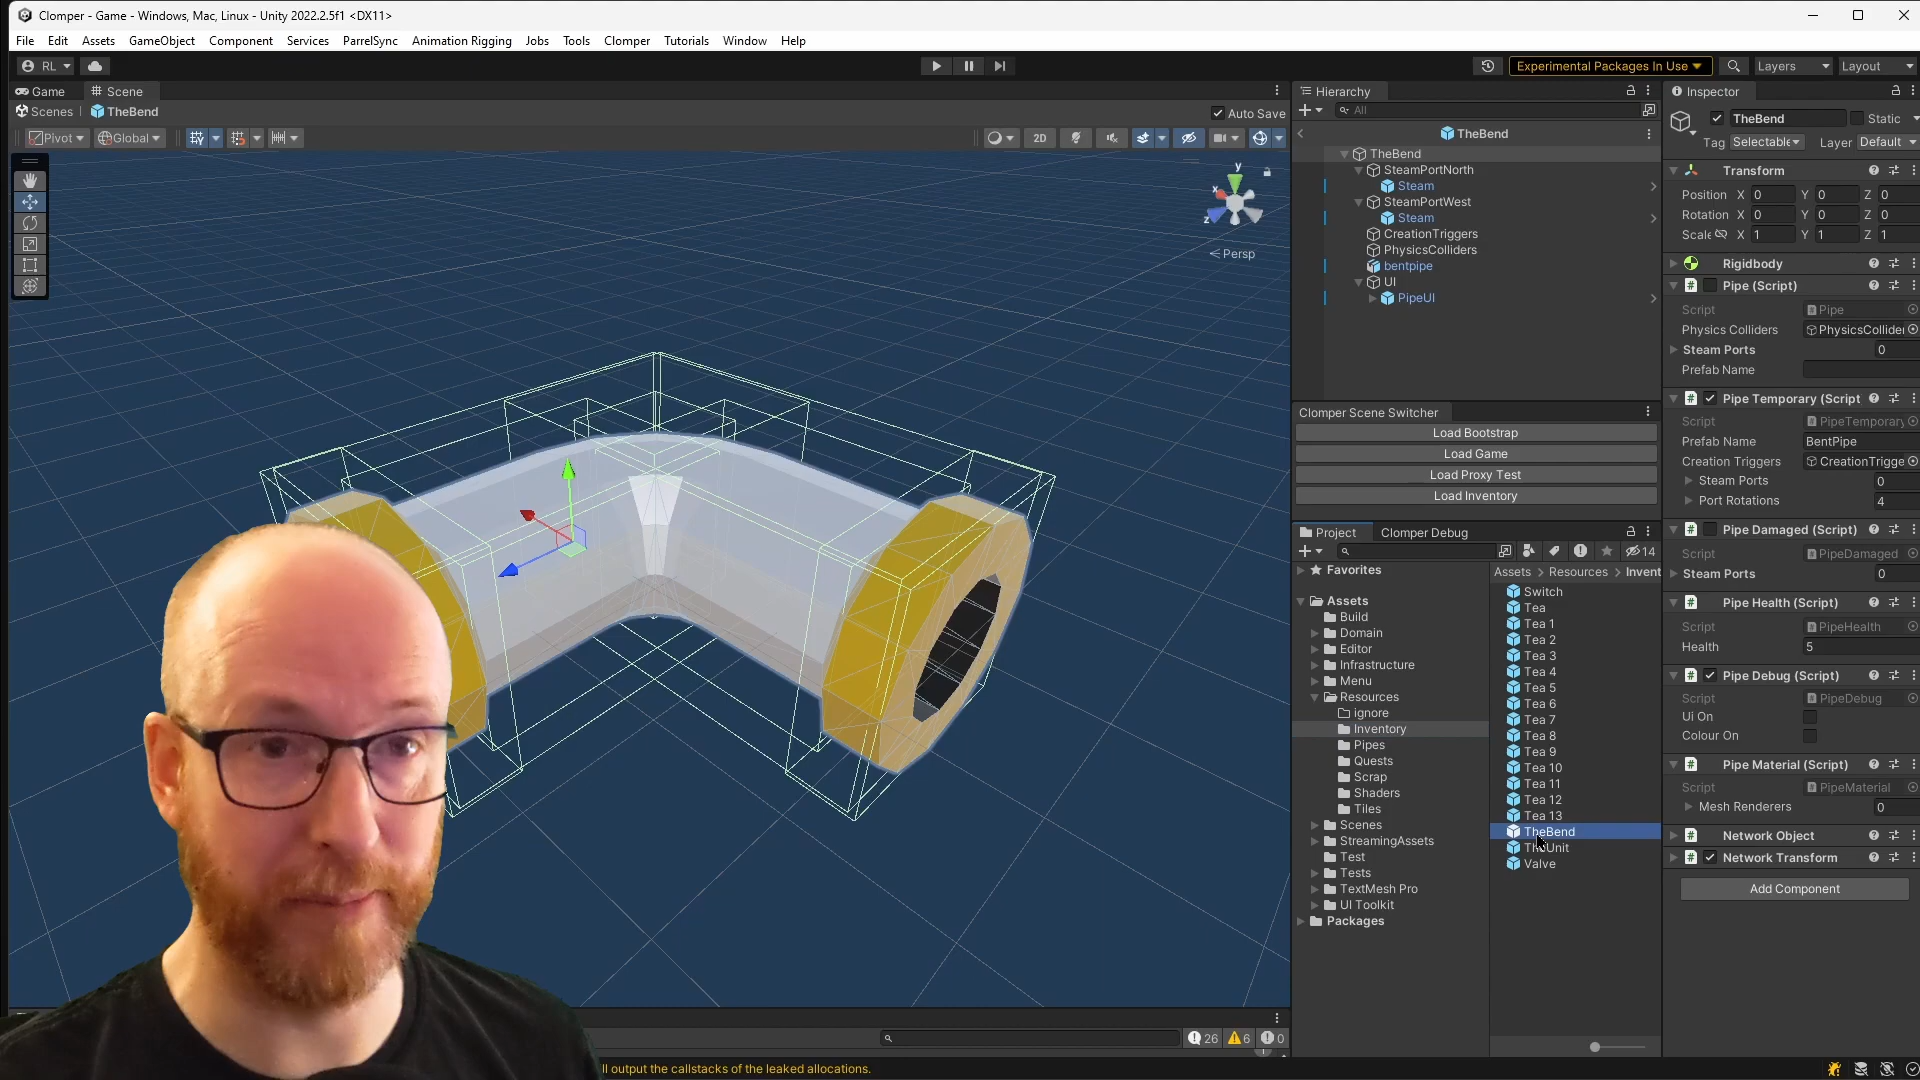 Clomper - Game - Windows, Mac, Linux - Unity 2022.2.5f1 <DX11>
File Edit Assets GameObject Component Services ParrelSync Animation Rigging Jobs Tools Clomper Tutorials Window Help
RL
Experimental Packages In Use
Layers
Layout
Game
Scene
Scenes
TheBend
Auto Save
Pivot
Global
2D
y
x
z
Persp
Hierarchy
All
TheBend
TheBend
SteamPortNorth
Steam
SteamPortWest
Steam
CreationTriggers
PhysicsColliders
bentpipe
UI
PipeUI
Clomper Scene Switcher
Load Bootstrap
Load Game
Load Proxy Test
Load Inventory
Project
Clomper Debug
14
Favorites
Assets
Build
Domain
Editor
Infrastructure
Menu
Resources
ignore
Inventory
Pipes
Quests
Scrap
Shaders
Tiles
Scenes
StreamingAssets
Test
Tests
TextMesh Pro
UI Toolkit
Packages
Assets > Resources > Invent
Switch
Tea
Tea 1
Tea 2
Tea 3
Tea 4
Tea 5
Tea 6
Tea 7
Tea 8
Tea 9
Tea 10
Tea 11
Tea 12
Tea 13
TheBend
TheUnit
Valve
Inspector
TheBend
Static
Tag Selectable
Layer Default
Transform
Position X 0 Y 0 Z 0
Rotation X 0 Y 0 Z 0
Scale X 1 Y 1 Z 1
Rigidbody
Pipe (Script)
Script Pipe
Physics Colliders PhysicsCollider
Steam Ports 0
Prefab Name
Pipe Temporary (Script
Script PipeTemporary
Prefab Name BentPipe
Creation Triggers CreationTrigge
Steam Ports 0
Port Rotations 4
Pipe Damaged (Script)
Script PipeDamaged
Steam Ports 0
Pipe Health (Script)
Script PipeHealth
Health 5
Pipe Debug (Script)
Script PipeDebug
Ui On
Colour On
Pipe Material (Script)
Script PipeMaterial
Mesh Renderers 0
Network Object
Network Transform
Add Component
26
6
0
ll output the callstacks of the leaked allocations.